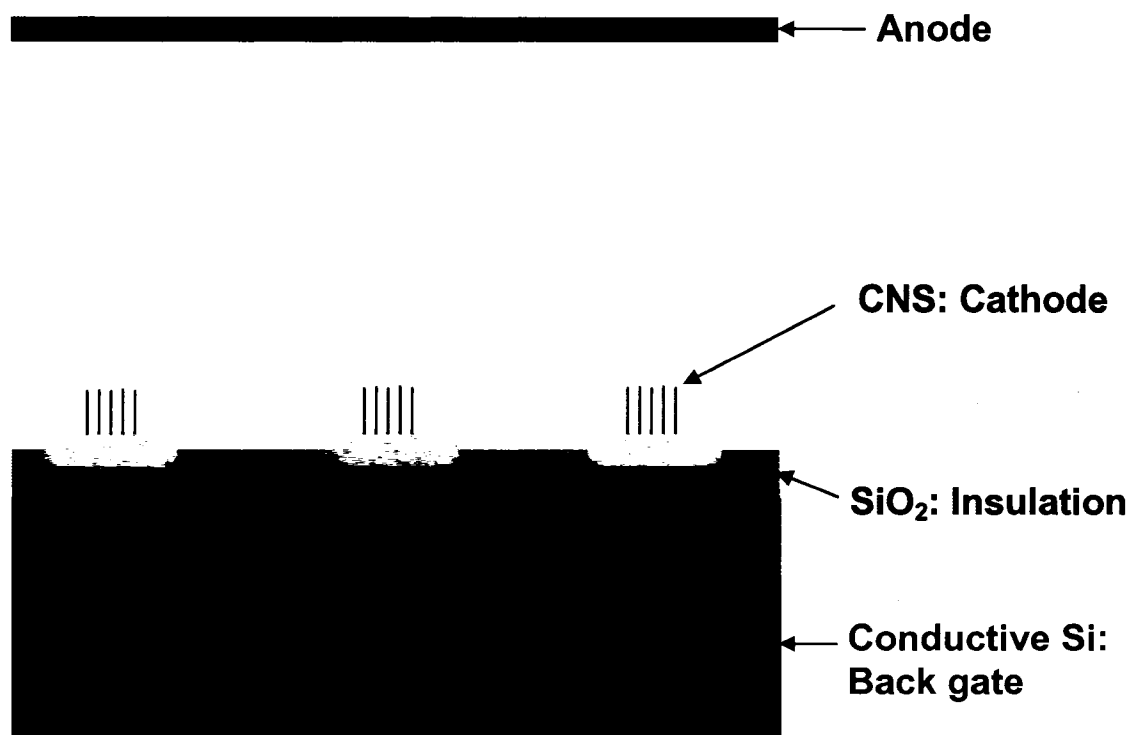 Anode
CNS: Cathode
SiO₂: Insulation
Conductive Si:
Back gate